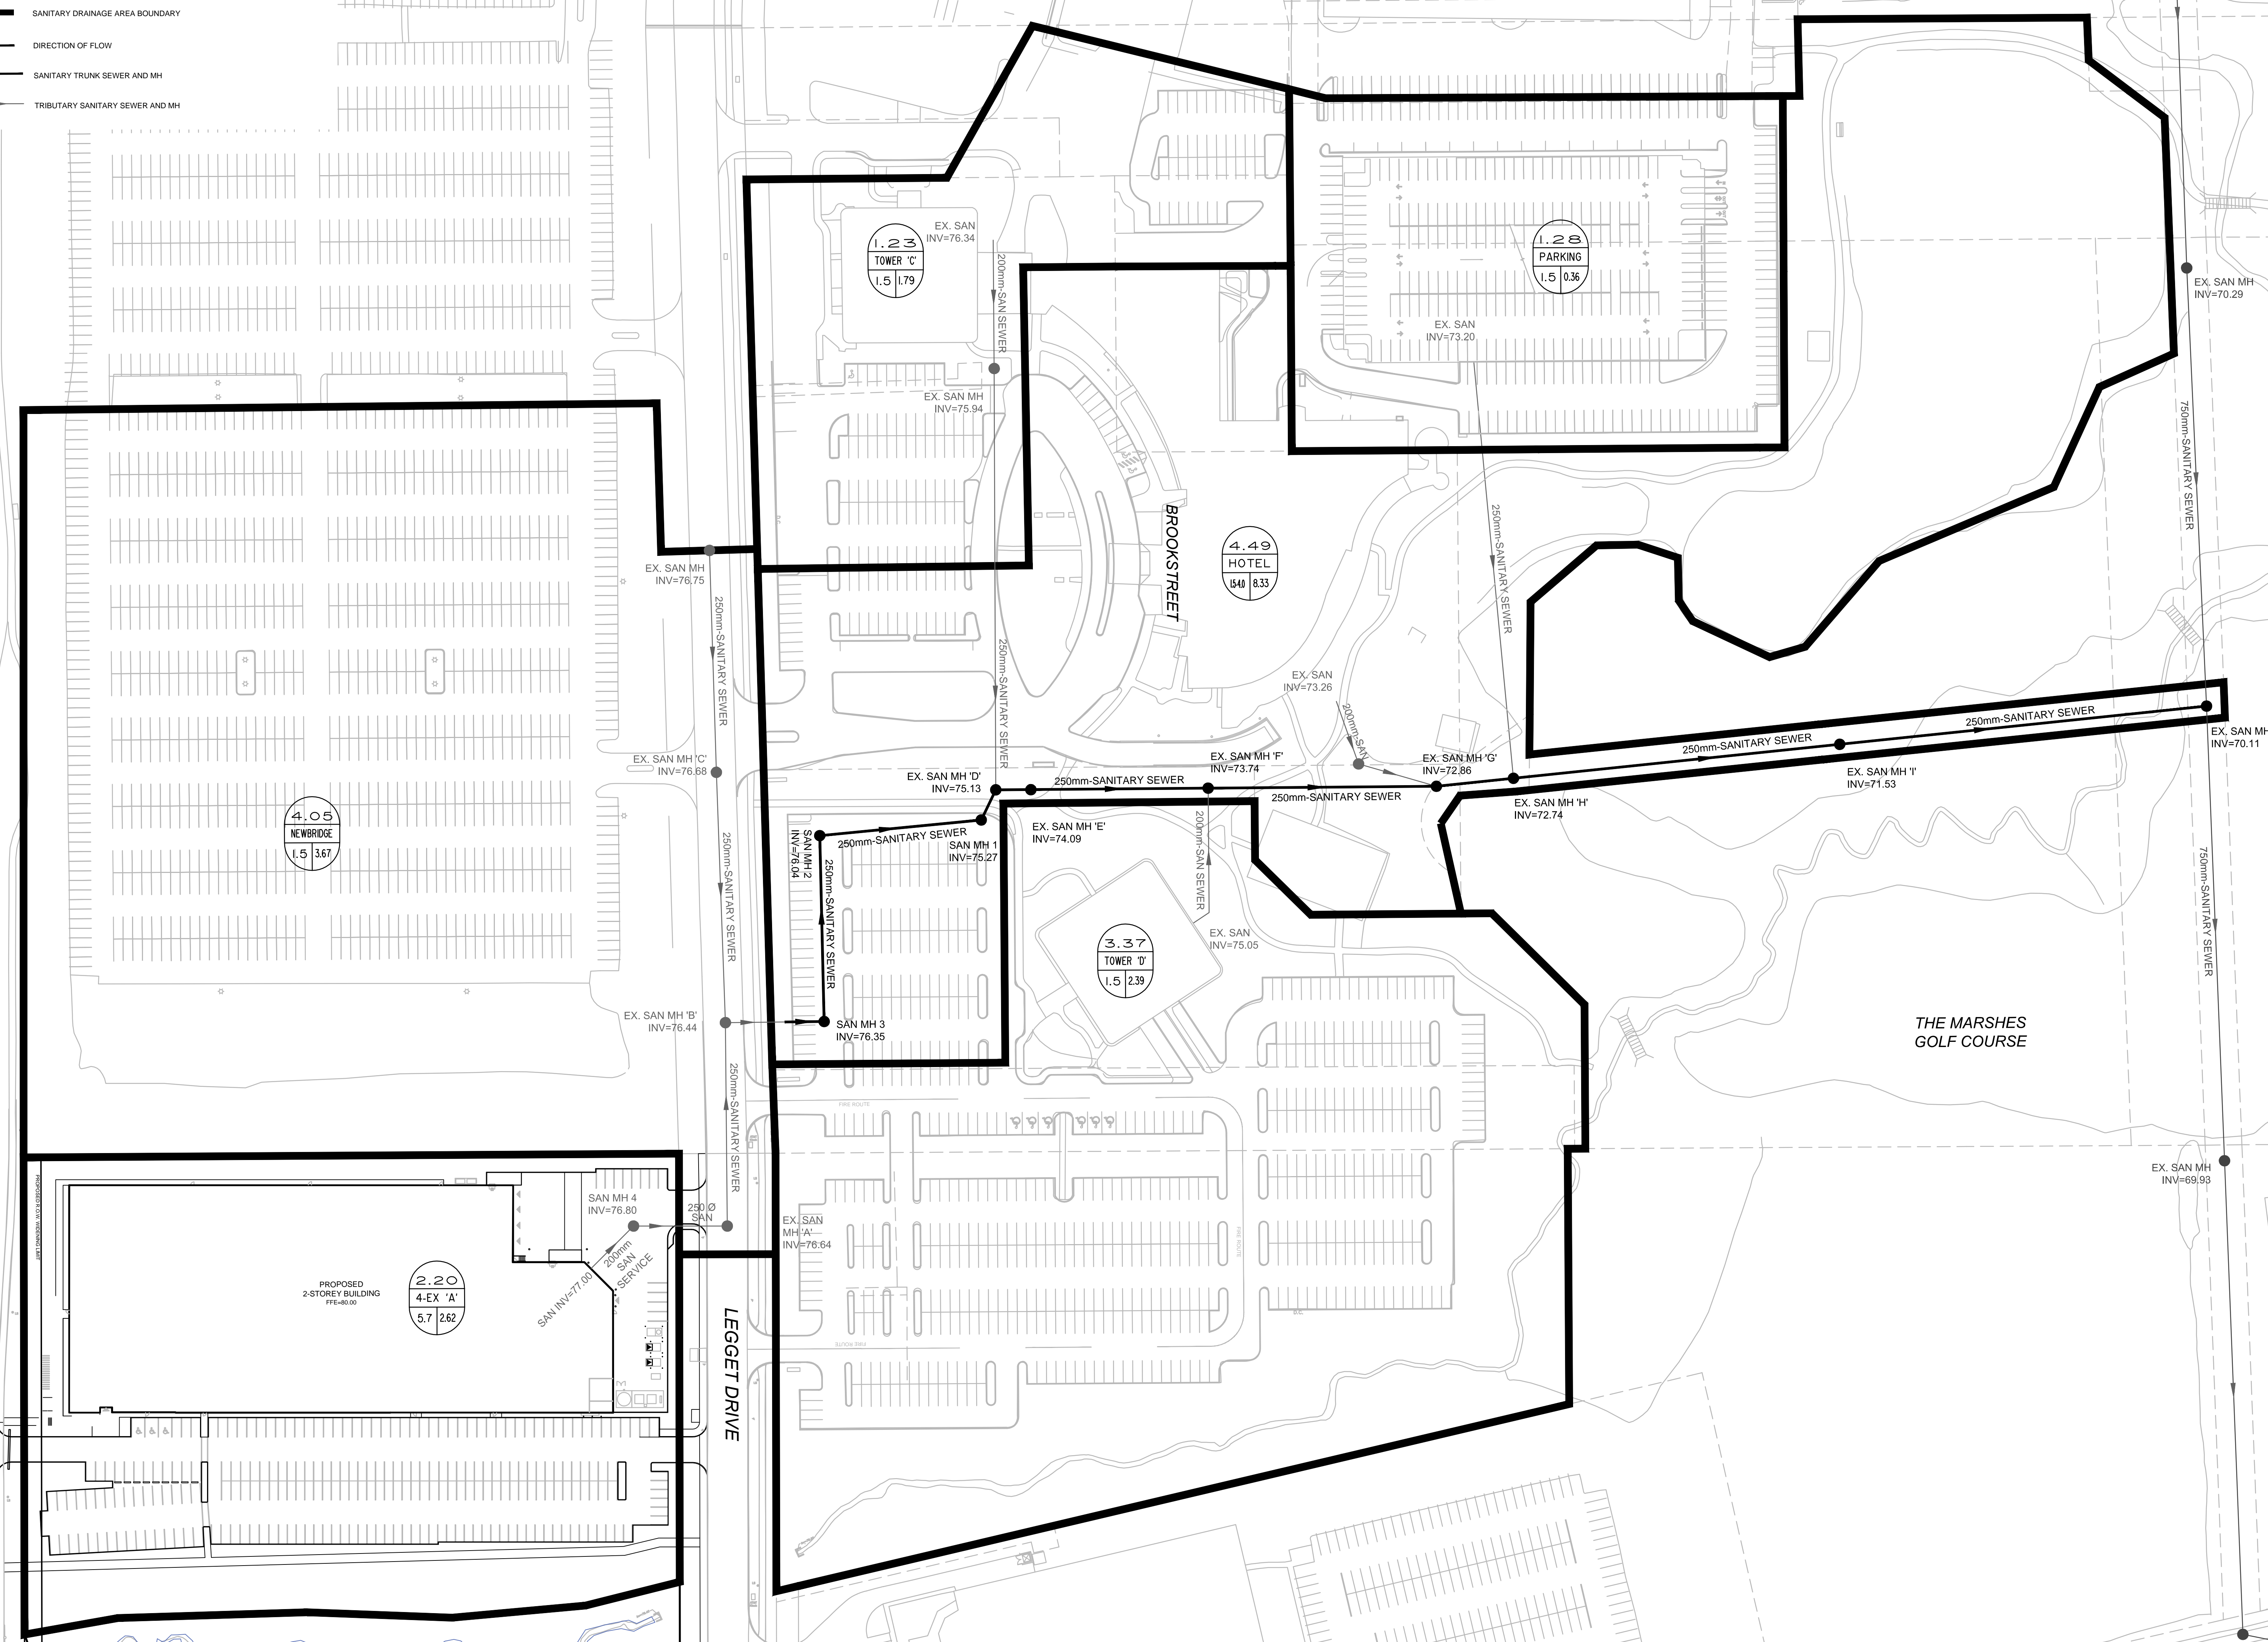 SANITARY DRAINAGE AREA BOUNDARY
DIRECTION OF FLOW
SANITARY TRUNK SEWER AND MH
TRIBUTARY SANITARY SEWER AND MH
1.23
TOWER 'C'
1.5 1.79
EX. SAN
INV=76.34
200mm-SAN SEWER
EX. SAN MH
INV=75.94
1.28
PARKING
1.5 0.36
EX. SAN
INV=73.20
EX. SAN MH
INV=70.29
750mm-SANITARY SEWER
250mm-SANITARY SEWER
BROOKSTREET
4.49
HOTEL
8.33
EX. SAN MH
INV=76.75
250mm-SANITARY SEWER
250mm-SANITARY SEWER
EX. SAN
INV=73.26
200mm-SAN
EX. SAN MH 'C'
INV=76.68
EX. SAN MH 'D'
INV=75.13
250mm-SANITARY SEWER
EX. SAN MH 'F'
INV=73.74
250mm-SANITARY SEWER
EX. SAN MH 'G'
INV=72.86
250mm-SANITARY SEWER
250mm-SANITARY SEWER
EX. SAN MH
INV=70.11
EX. SAN MH 'I'
INV=71.53
EX. SAN MH 'H'
INV=72.74
4.05
NEWBRIDGE
1.5 3.67
SAN MH 2
INV=76.04
250mm-SANITARY SEWER
SAN MH 1
INV=75.27
EX. SAN MH 'E'
INV=74.09
200mm-SAN SEWER
250mm-SANITARY SEWER
250mm-SANITARY SEWER
750mm-SANITARY SEWER
EX. SAN
INV=75.05
3.37
TOWER 'D'
1.5 2.39
EX. SAN MH 'B'
INV=76.44
SAN MH 3
INV=76.35
THE MARSHES
GOLF COURSE
250mm-SANITARY SEWER
FIRE ROUTE
EX. SAN MH
INV=69.93
PROPOSED R.O.W. WIDENING LIMIT
SAN MH 4
INV=76.80
250 Ø
SAN
EX. SAN
MH 'A'
INV=76.64
200mm
SAN
SERVICE
SAN INV=77.00
FIRE ROUTE
PROPOSED
2-STOREY BUILDING
FFE=80.00
2.20
4-EX 'A'
5.7 2.62
LEGGET DRIVE
D.C.
FIRE ROUTE